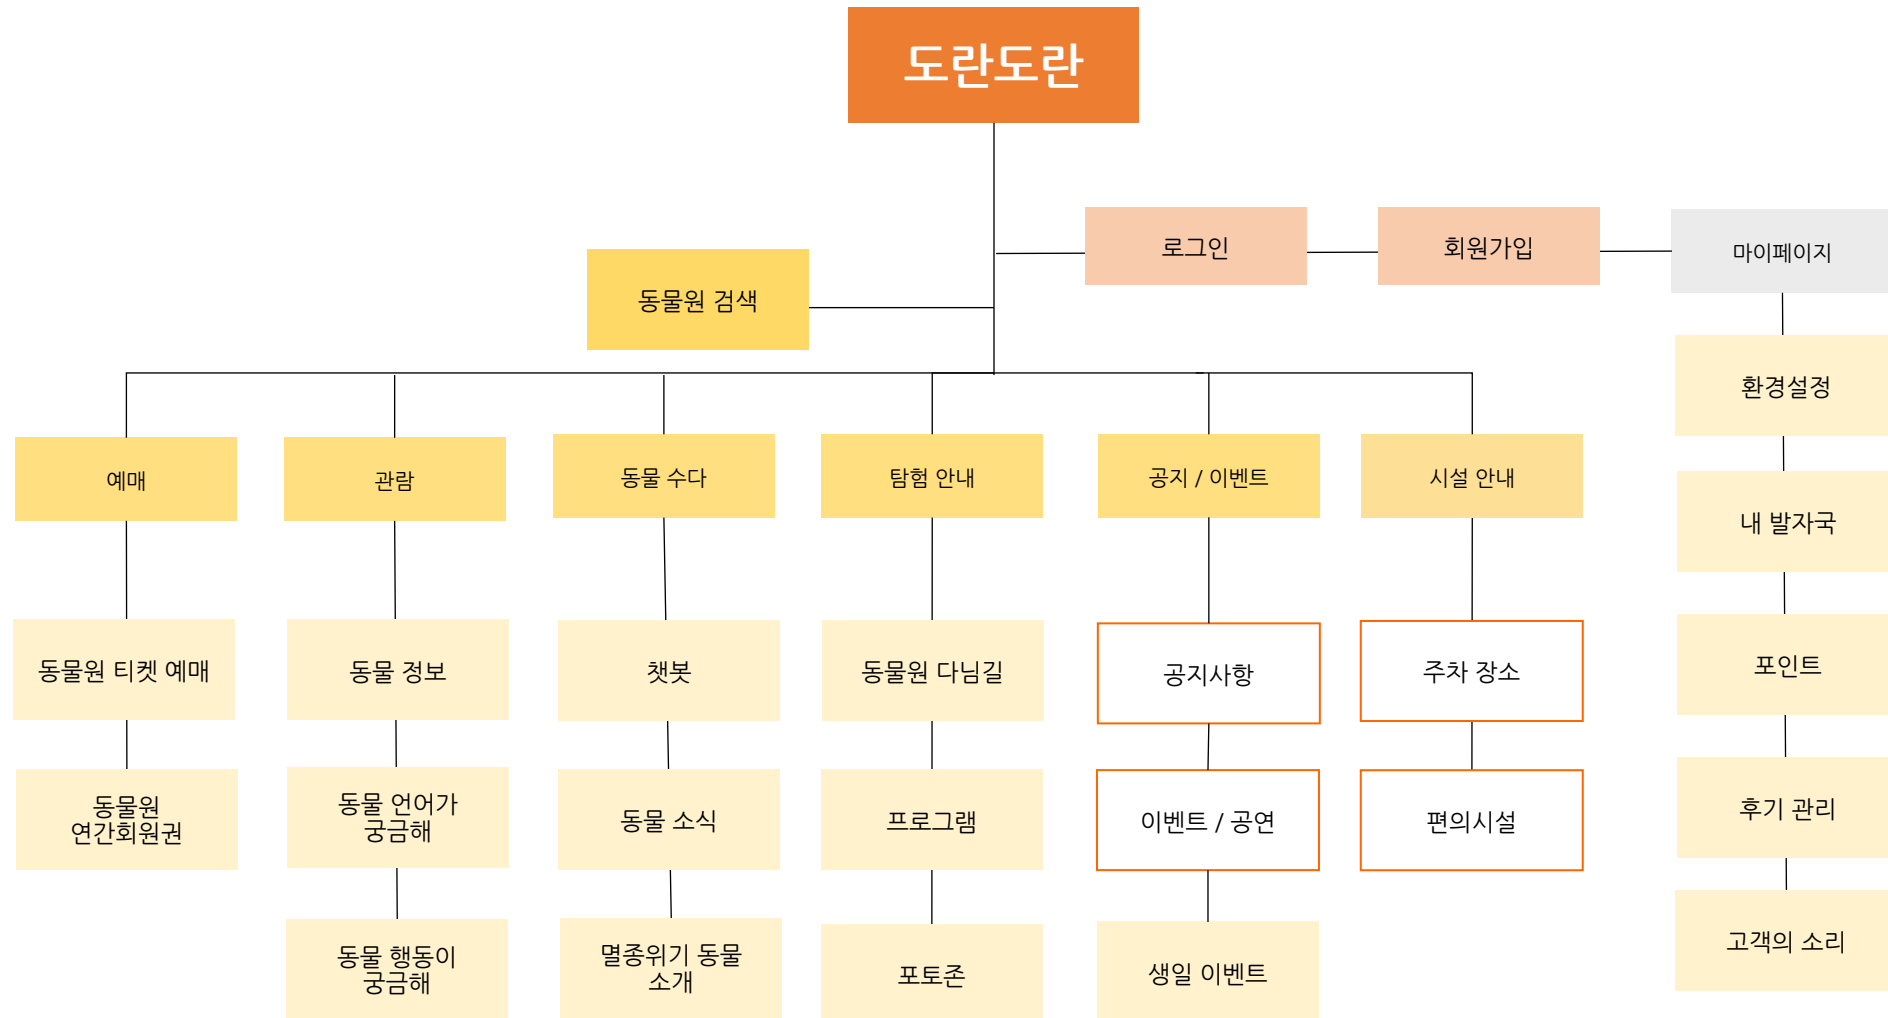 도란도란
로그인
회원가입
마이페이지
동물원 검색
환경설정
내 발자국
포인트
후기 관리
고객의 소리
예매
관람
동물 수다
탐험 안내
공지 / 이벤트
시설 안내
동물원 티켓 예매
동물 정보
챗봇
동물원 다님길
공지사항
주차 장소
동물원
연간회원권
동물 언어가
궁금해
동물 소식
프로그램
이벤트 / 공연
편의시설
동물 행동이
궁금해
멸종위기 동물
소개
포토존
생일 이벤트